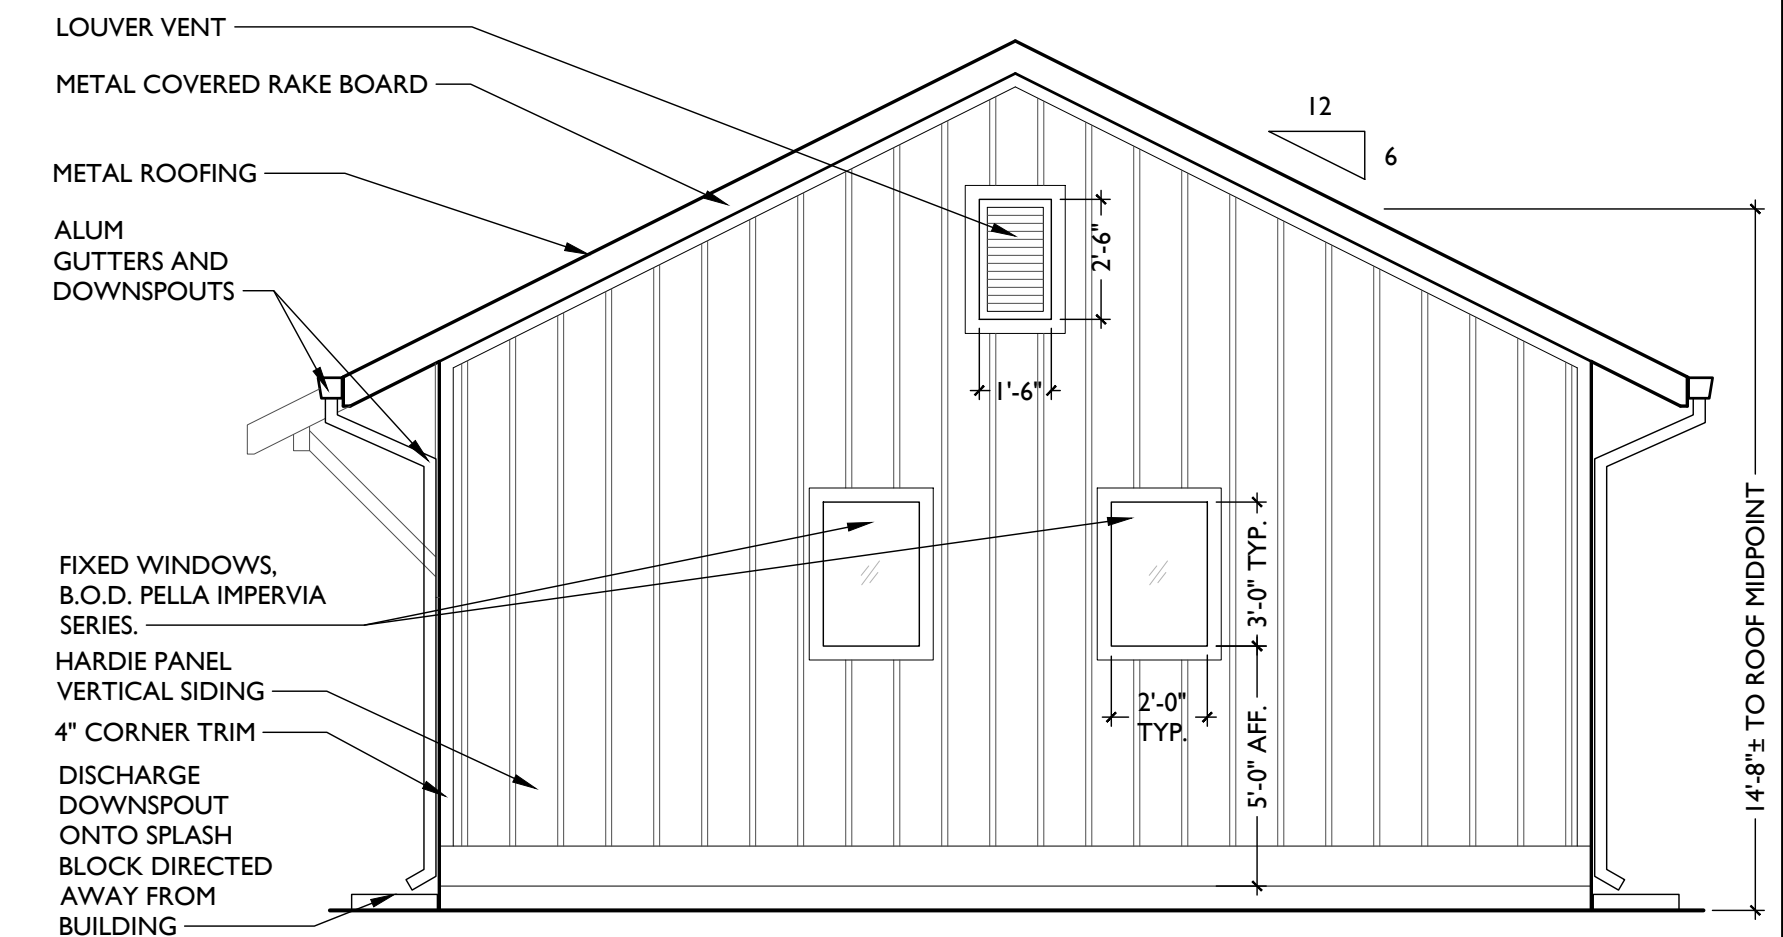 LOUVER VENT
METAL COVERED RAKE BOARD
METAL ROOFING
ALUM
GUTTERS AND
DOWNSPOUTS
FIXED WINDOWS,
B.O.D. PELLA IMPERVIA
SERIES.
HARDIE PANEL
VERTICAL SIDING
4" CORNER TRIM
DISCHARGE
DOWNSPOUT
ONTO SPLASH
BLOCK DIRECTED
AWAY FROM
BUILDING
12
6
2'-6"
1'-6"
3'-0" TYP.
2'-0"
TYP.
5'-0" AFF.
14'-8"± TO ROOF MIDPOINT